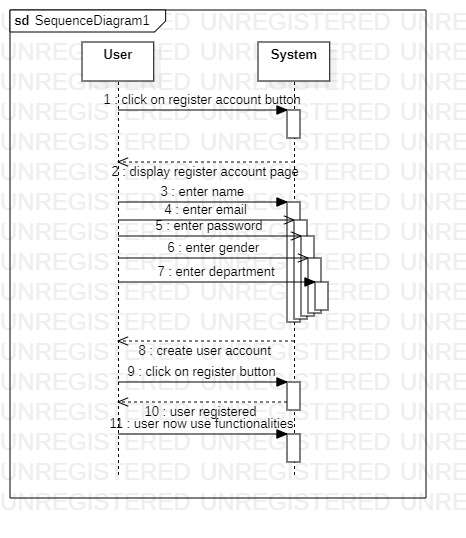 sd SequenceDiagram1
User
System
1 : click on register account button
2 : display register account page
3 : enter name
4 : enter email
5 : enter password
6 : enter gender
7 : enter department
8 : create user account
9 : click on register button
10 : user registered
11 : user now use functionalities
UNREGISTERED